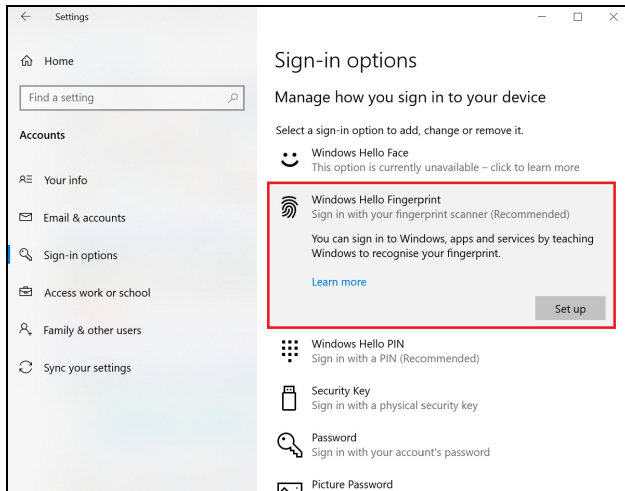 Settings
Home
Find a setting
Accounts
Your info
Email & accounts
Sign-in options
Access work or school
Family & other users
Sync your settings
Sign-in options
Manage how you sign in to your device
Select a sign-in option to add, change or remove it.
Windows Hello Face
This option is currently unavailable – click to learn more
Windows Hello Fingerprint
Sign in with your fingerprint scanner (Recommended)
You can sign in to Windows, apps and services by teaching
Windows to recognise your fingerprint.
Learn more
Set up
Windows Hello PIN
Sign in with a PIN (Recommended)
Security Key
Sign in with a physical security key
Password
Sign in with your account's password
Picture Password